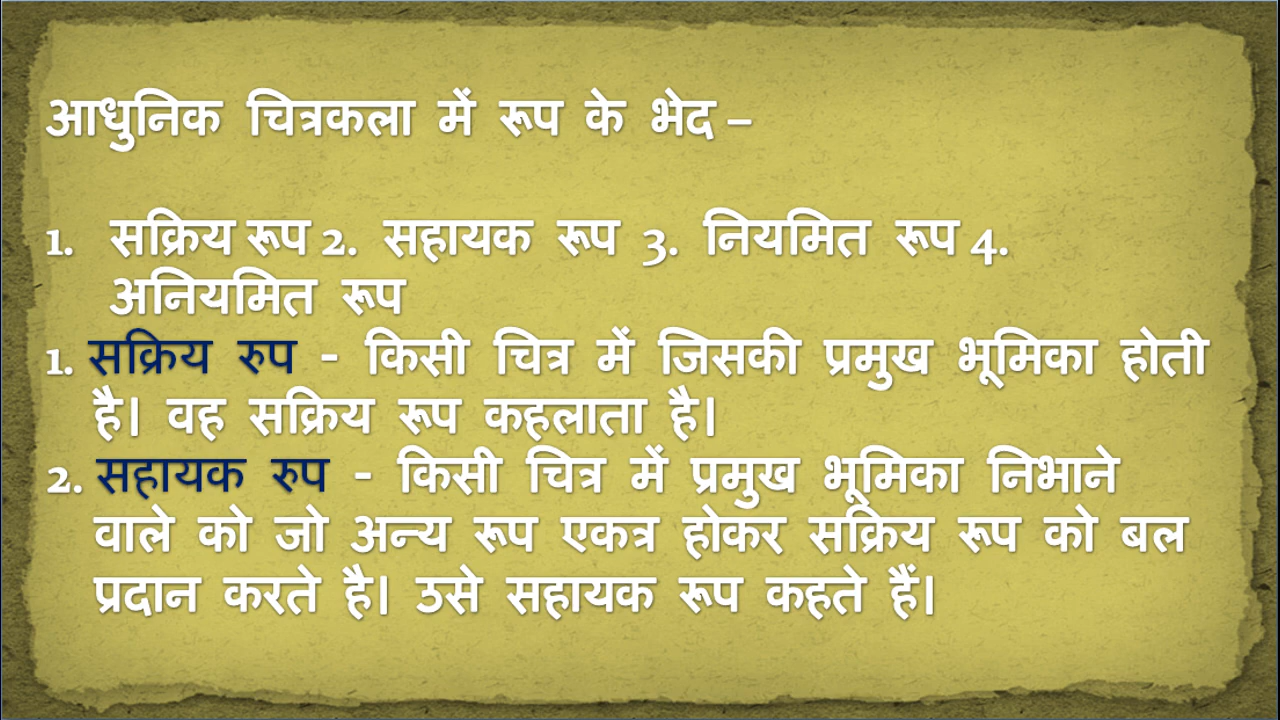 आधुनिक चित्रकला में रूप के भेद –
1. सक्रिय रूप 2. सहायक रूप 3. नियमित रूप 4.
अनियमित रूप
1. सक्रिय रुप - किसी चित्र में जिसकी प्रमुख भूमिका होती
है। वह सक्रिय रूप कहलाता है।
2. सहायक रुप - किसी चित्र में प्रमुख भूमिका निभाने
वाले को जो अन्य रूप एकत्र होकर सक्रिय रूप को बल
प्रदान करते है। उसे सहायक रूप कहते हैं।